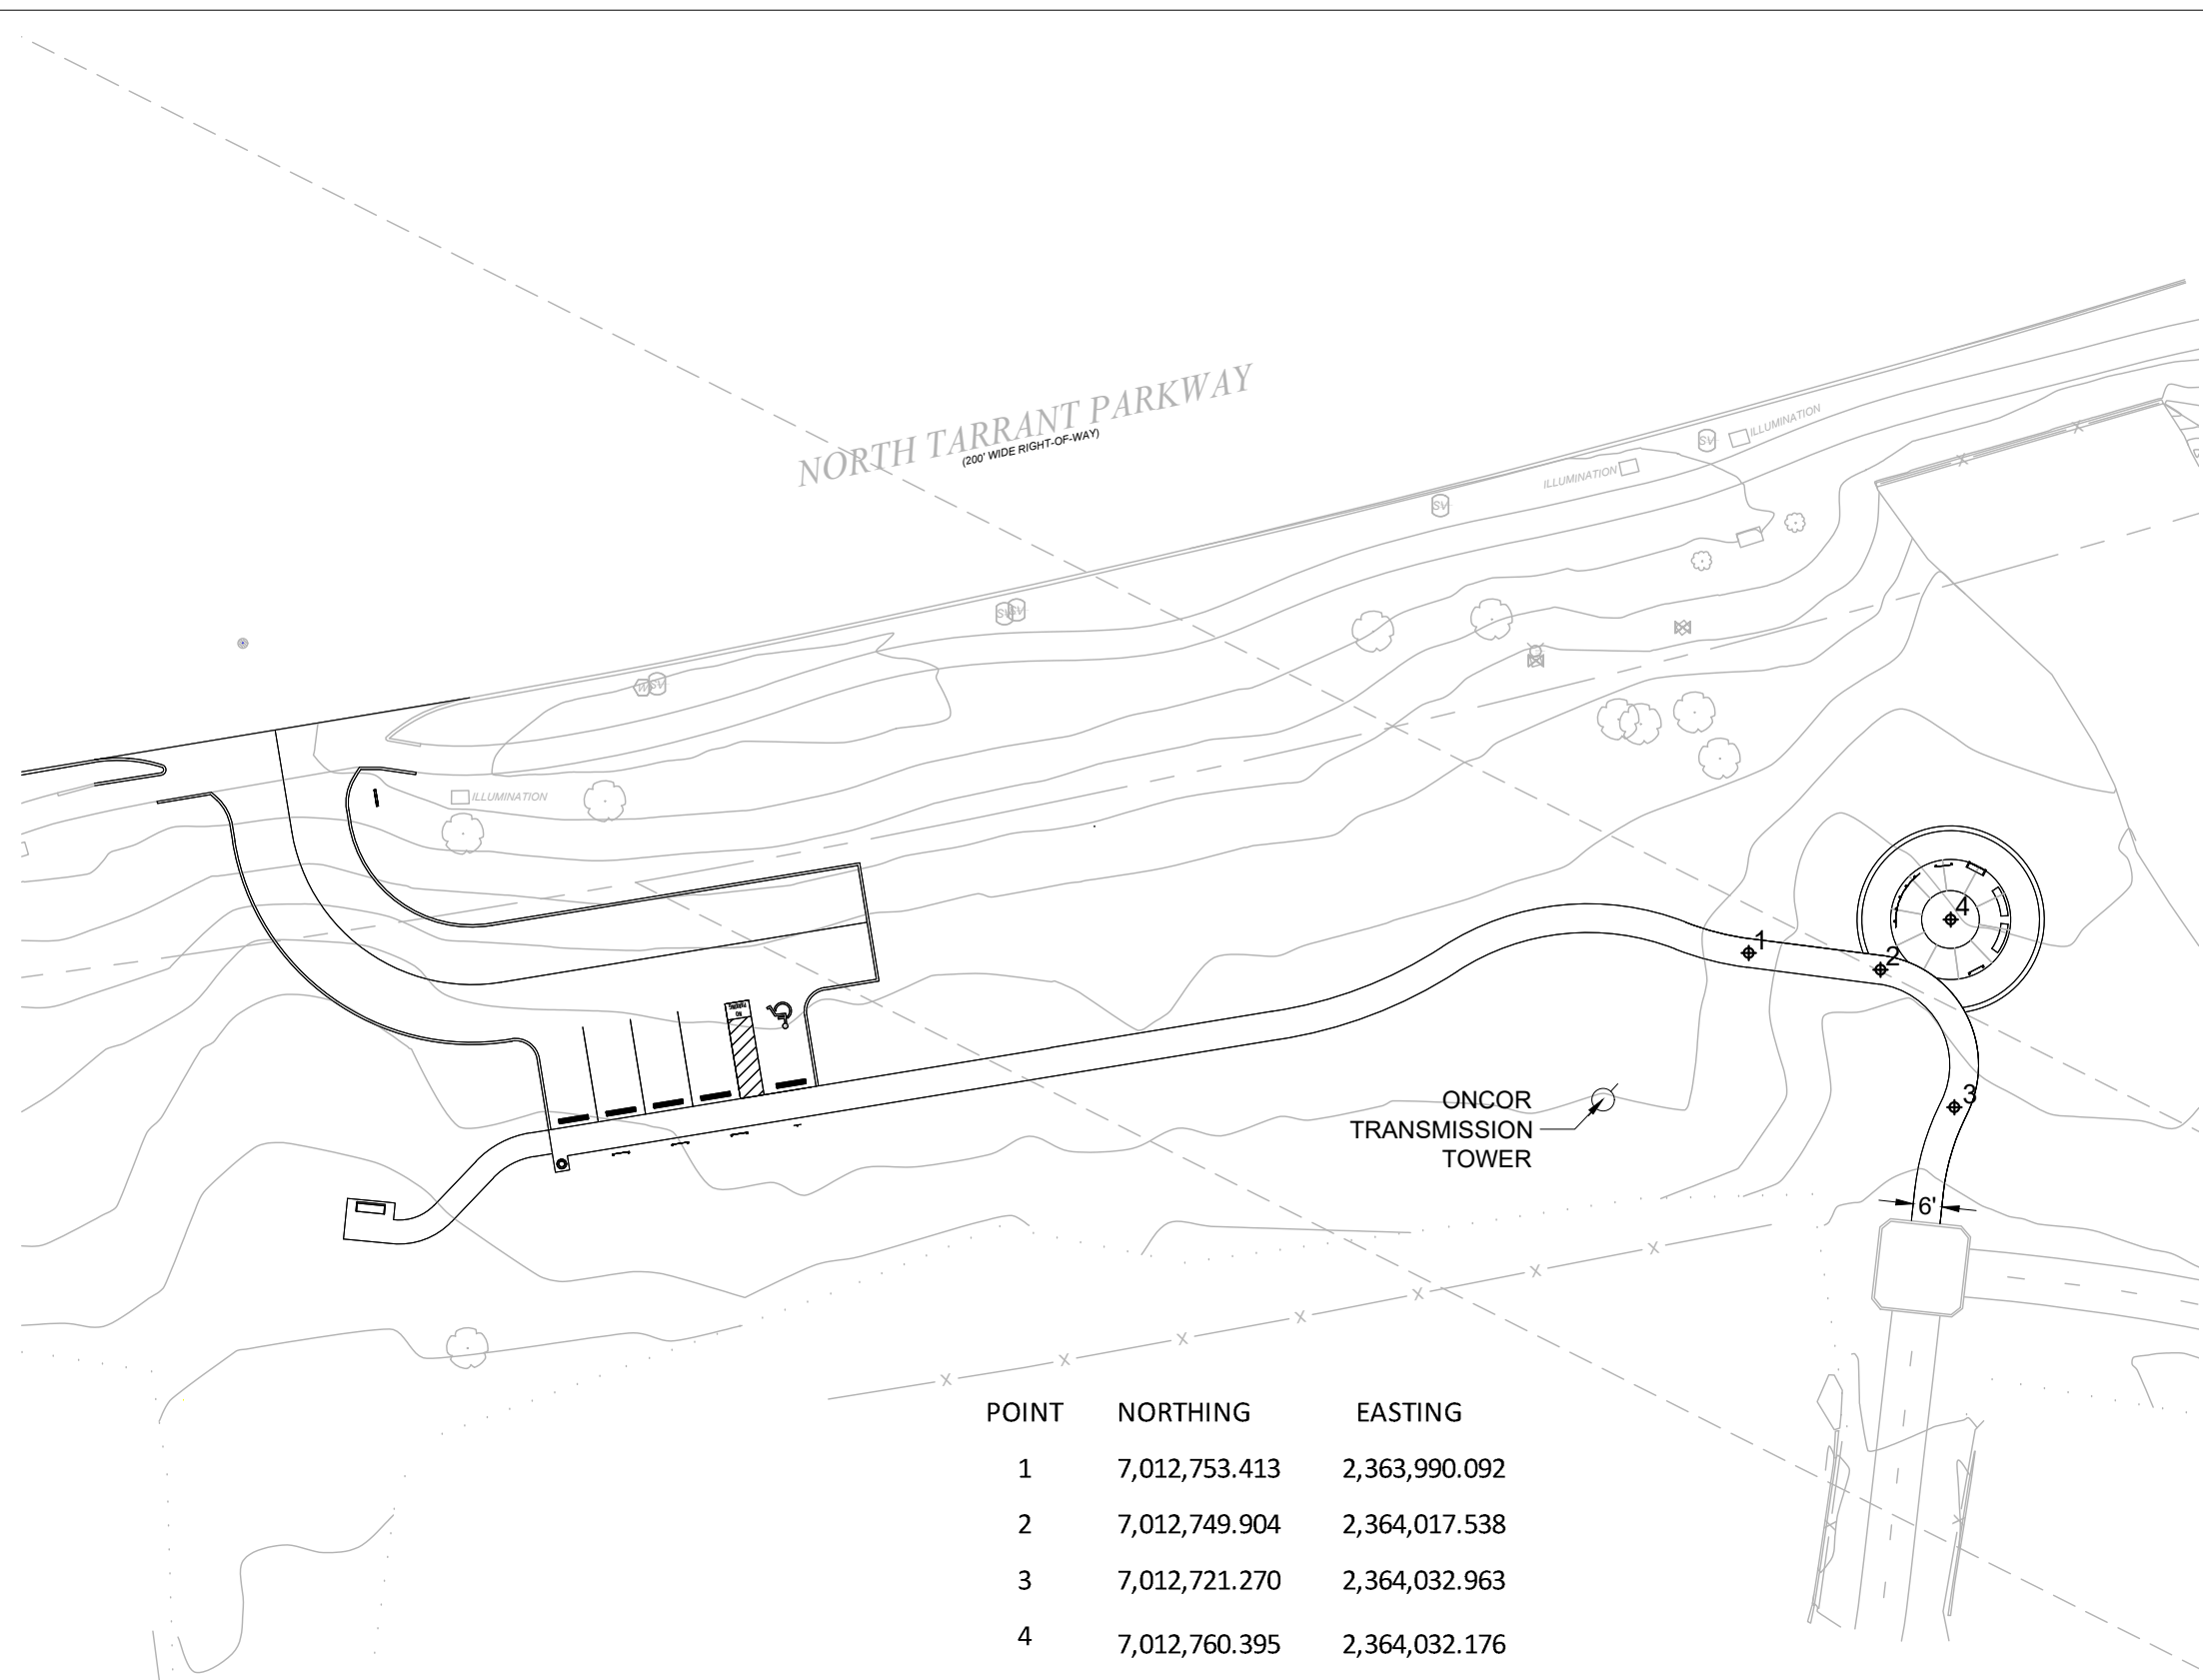 NORTH TARRANT PARKWAY
(200' WIDE RIGHT-OF-WAY)
ILLUMINATION
SV
ILLUMINATION
SV
SV
SV
SV
ILLUMINATION
4
1
2
NO
PARKING
3
ONCOR
TRANSMISSION
TOWER
6'
X
X
X
X
X
X
X
X
X
POINT NORTHING EASTING
1 7,012,753.413 2,363,990.092
2 7,012,749.904 2,364,017.538
3 7,012,721.270 2,364,032.963
4 7,012,760.395 2,364,032.176